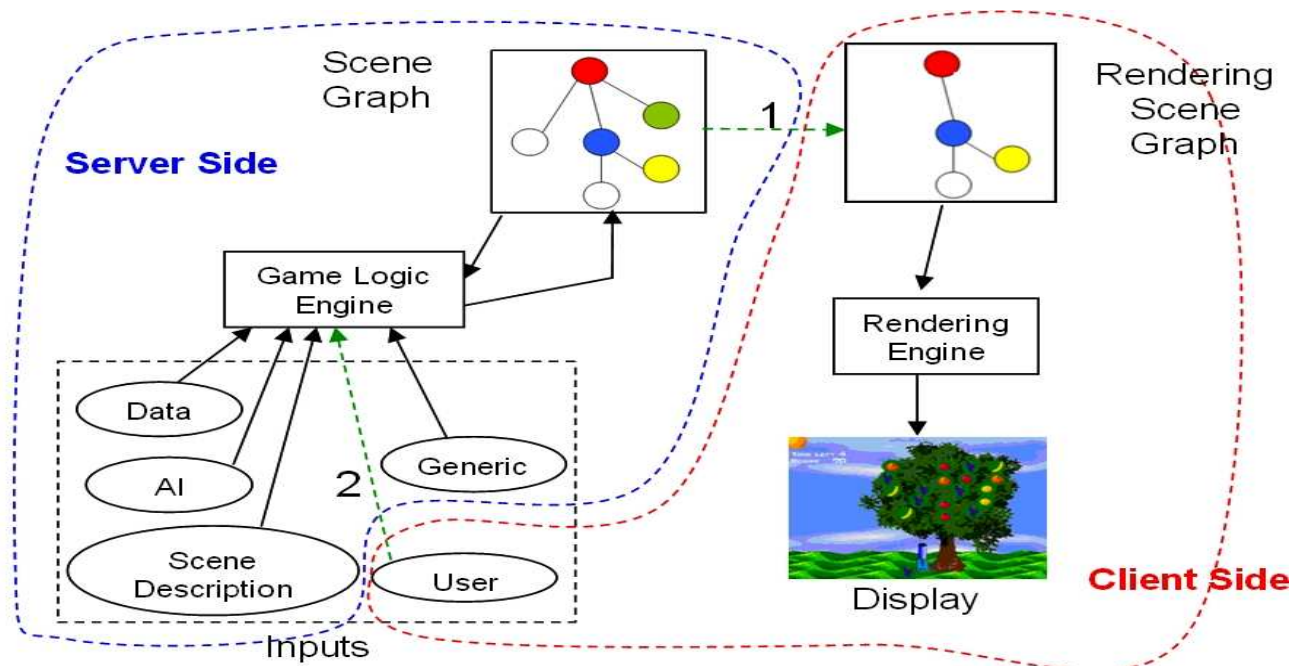 Scene
Graph
1
Rendering
Scene
Graph
Server Side
Game Logic
Engine
Rendering
Engine
Data
AI
Generic
2
Scene
Description
User
Client Side
Display
Inputs